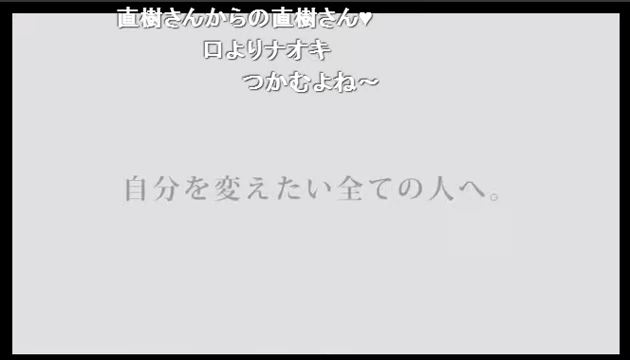 直樹さんからの直樹さん♥
口よりナオキ
つかむよね～
自分を変えたい全ての人へ。